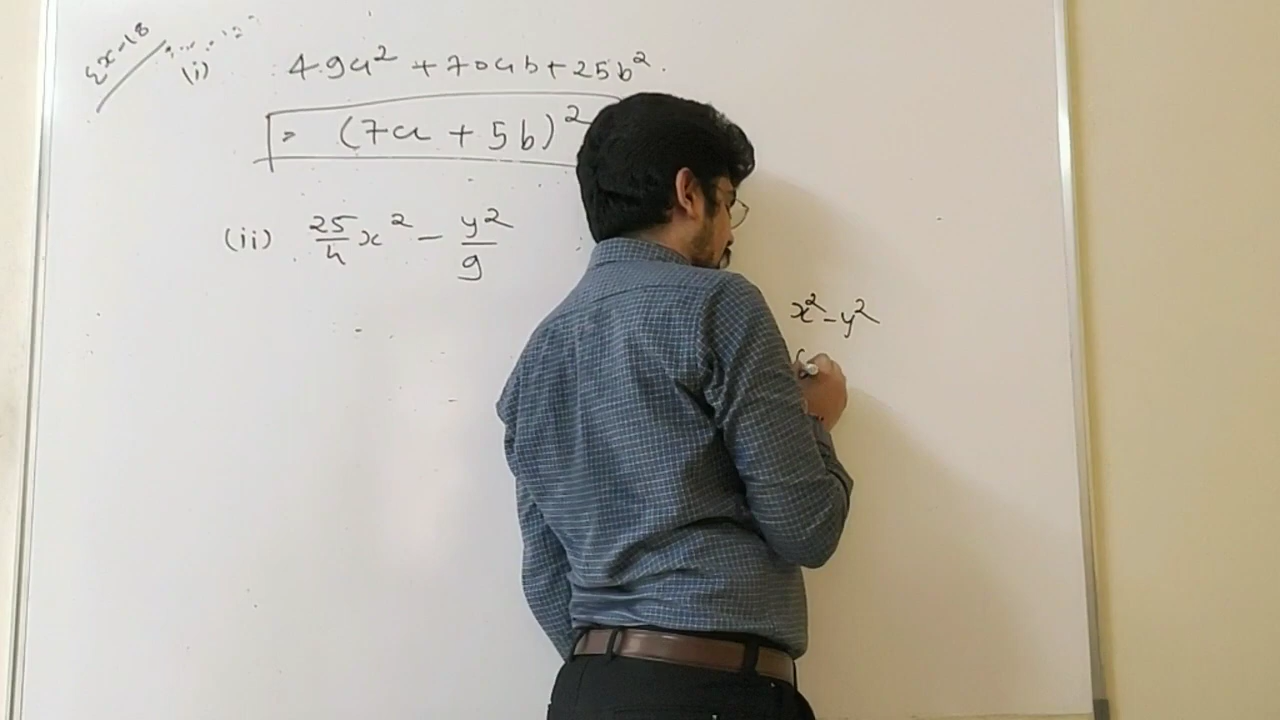 Ex-18
(i) 49a² + 70ab + 25b².
= (7a + 5b)²
(ii) 25/4 x² - y²/9
x² - y²
(